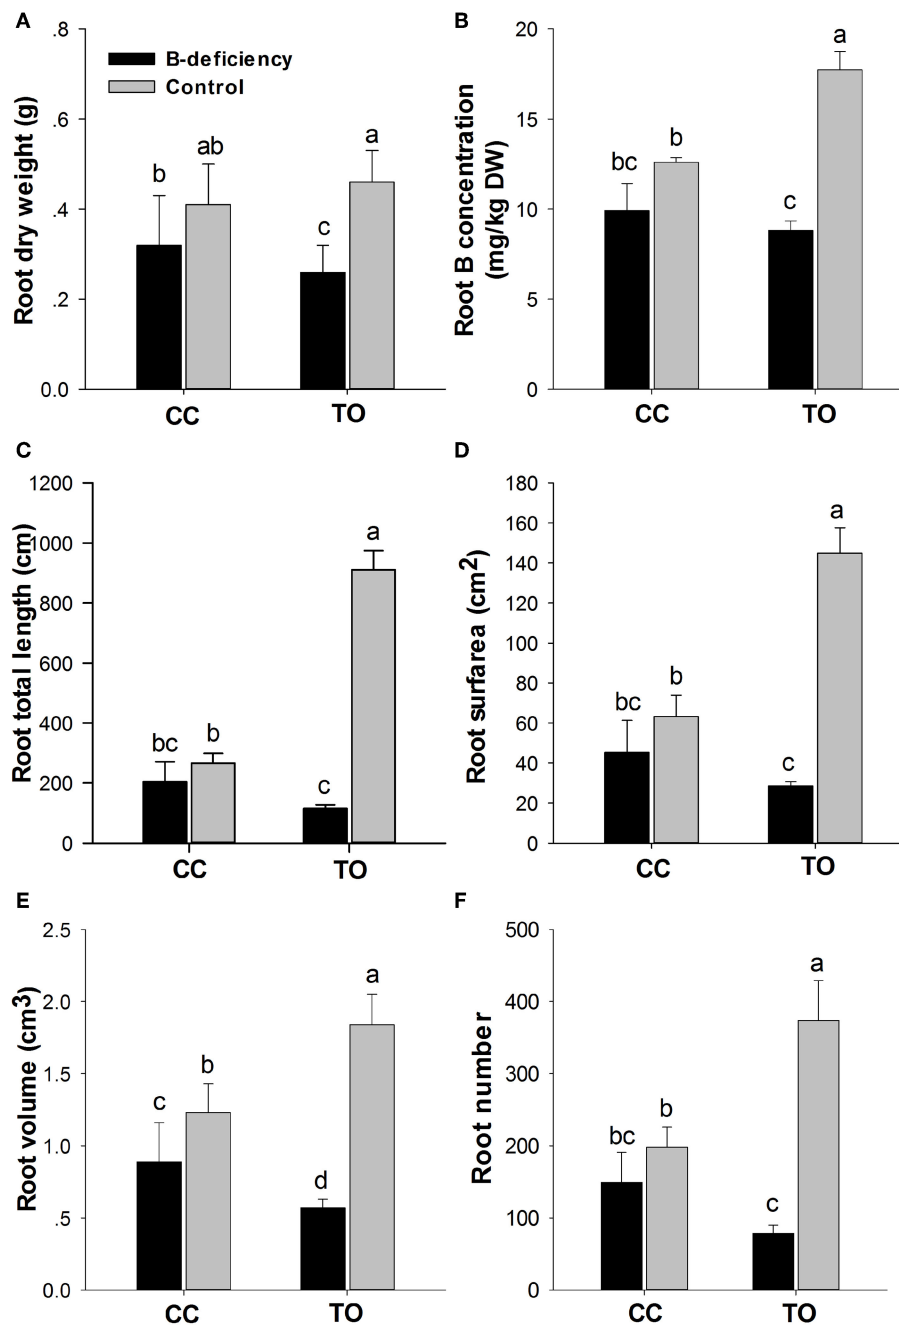 A
.8
.6
.4
.2
0.0
Root dry weight (g)
B-deficiency
Control
b
ab
c
a
CC
TO
B
20
15
10
5
0
Root B concentration
(mg/kg DW)
bc
b
c
a
CC
TO
C
1200
1000
800
600
400
200
0
Root total length (cm)
bc
b
c
a
CC
TO
D
180
160
140
120
100
80
60
40
20
0
Root surfarea (cm2)
bc
b
c
a
CC
TO
E
2.5
2.0
1.5
1.0
.5
0.0
Root volume (cm3)
c
b
d
a
CC
TO
F
500
400
300
200
100
0
Root number
bc
b
c
a
CC
TO